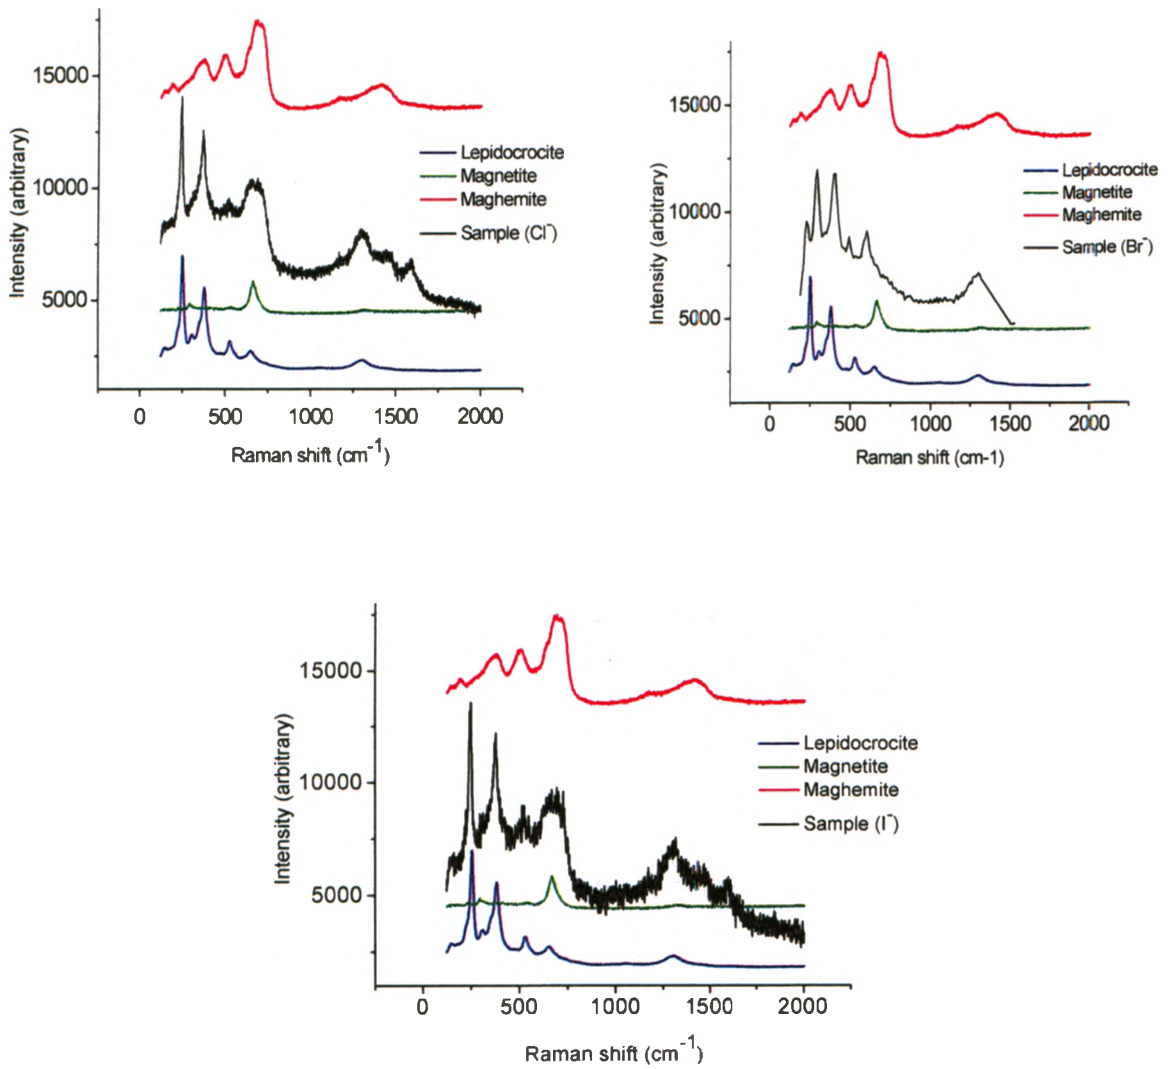 15000
10000
5000
Intensity (arbitrary)
Lepidocrocite
Magnetite
Maghemite
Sample (Cl⁻)
0 500 1000 1500 2000
Raman shift (cm⁻¹)
15000
10000
5000
Intensity (arbitrary)
Lepidocrocite
Magnetite
Maghemite
Sample (Br⁻)
0 500 1000 1500 2000
Raman shift (cm-1)
15000
10000
5000
Intensity (arbitrary)
Lepidocrocite
Magnetite
Maghemite
Sample (I⁻)
0 500 1000 1500 2000
Raman shift (cm⁻¹)